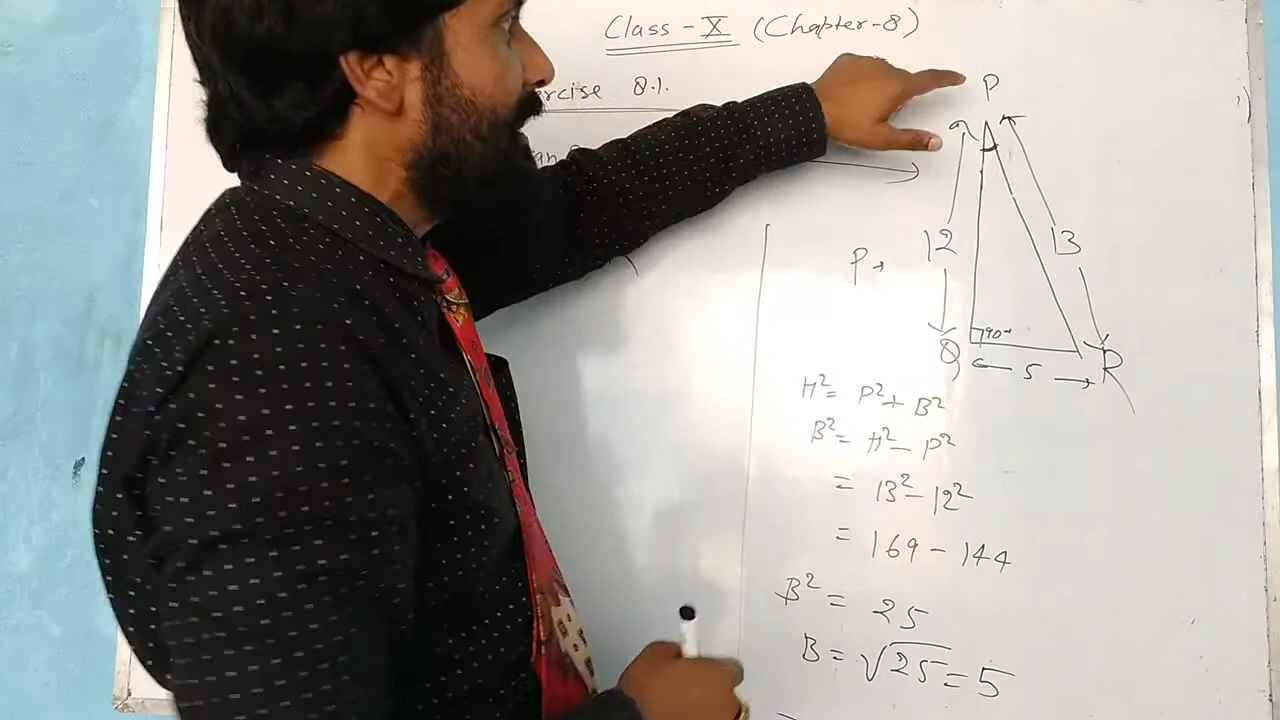 Class - X (Chapter-8)
ercise 8.1.
P
12
13
P
90°
Q
R
5
H² = P² + B²
B² = H² - P²
= 13² - 12²
= 169 - 144
B² = 25
B = √25 = 5